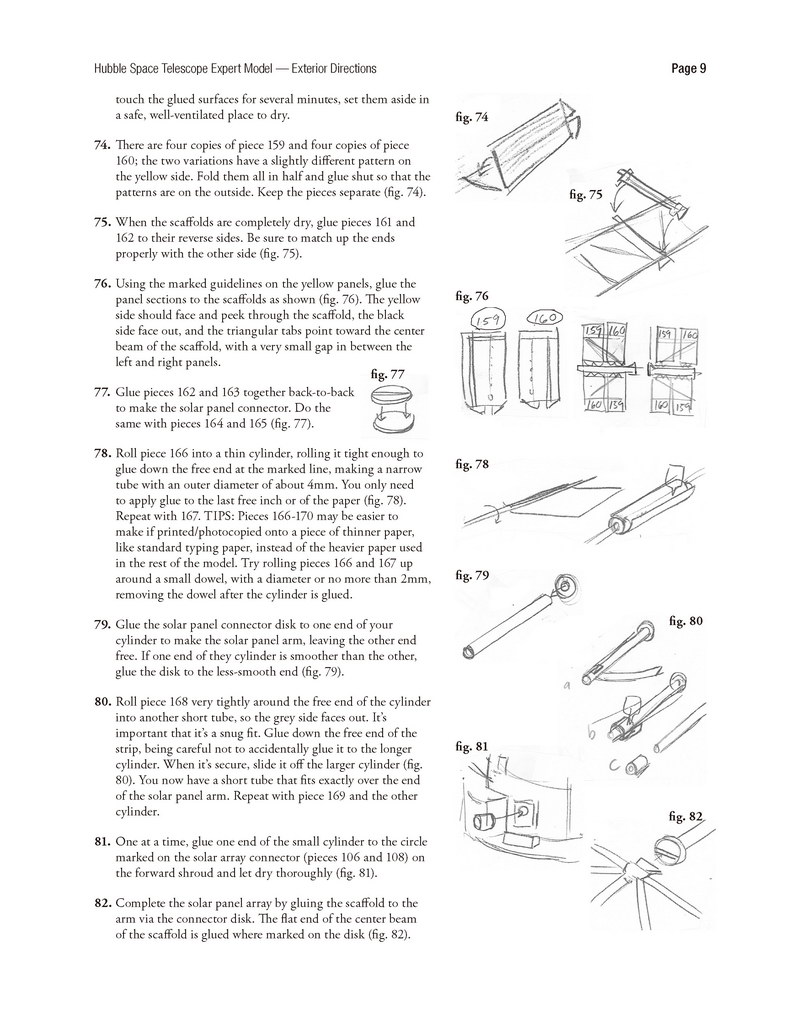 Hubble Space Telescope Expert Model — Exterior Directions
Page 9
touch the glued surfaces for several minutes, set them aside in
a safe, well-ventilated place to dry.
74. There are four copies of piece 159 and four copies of piece
160; the two variations have a slightly different pattern on
the yellow side. Fold them all in half and glue shut so that the
patterns are on the outside. Keep the pieces separate (fig. 74).
75. When the scaffolds are completely dry, glue pieces 161 and
162 to their reverse sides. Be sure to match up the ends
properly with the other side (fig. 75).
76. Using the marked guidelines on the yellow panels, glue the
panel sections to the scaffolds as shown (fig. 76). The yellow
side should face and peek through the scaffold, the black
side face out, and the triangular tabs point toward the center
beam of the scaffold, with a very small gap in between the
left and right panels.
77. Glue pieces 162 and 163 together back-to-back
to make the solar panel connector. Do the
same with pieces 164 and 165 (fig. 77).
78. Roll piece 166 into a thin cylinder, rolling it tight enough to
glue down the free end at the marked line, making a narrow
tube with an outer diameter of about 4mm. You only need
to apply glue to the last free inch or of the paper (fig. 78).
Repeat with 167. TIPS: Pieces 166-170 may be easier to
make if printed/photocopied onto a piece of thinner paper,
like standard typing paper, instead of the heavier paper used
in the rest of the model. Try rolling pieces 166 and 167 up
around a small dowel, with a diameter or no more than 2mm,
removing the dowel after the cylinder is glued.
79. Glue the solar panel connector disk to one end of your
cylinder to make the solar panel arm, leaving the other end
free. If one end of they cylinder is smoother than the other,
glue the disk to the less-smooth end (fig. 79).
80. Roll piece 168 very tightly around the free end of the cylinder
into another short tube, so the grey side faces out. It’s
important that it’s a snug fit. Glue down the free end of the
strip, being careful not to accidentally glue it to the longer
cylinder. When it’s secure, slide it off the larger cylinder (fig.
80). You now have a short tube that fits exactly over the end
of the solar panel arm. Repeat with piece 169 and the other
cylinder.
81. One at a time, glue one end of the small cylinder to the circle
marked on the solar array connector (pieces 106 and 108) on
the forward shroud and let dry thoroughly (fig. 81).
82. Complete the solar panel array by gluing the scaffold to the
arm via the connector disk. The flat end of the center beam
of the scaffold is glued where marked on the disk (fig. 82).
fig. 74
fig. 75
fig. 76
159
160
159 160
159 160
160 159
160 159
fig. 77
fig. 78
fig. 79
fig. 80
a
b
c
fig. 81
fig. 82